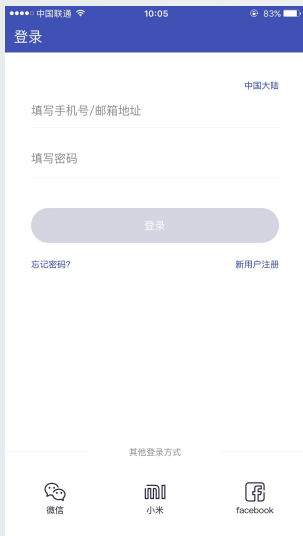 中国联通 10:05 83%
登录
中国大陆
填写手机号/邮箱地址
填写密码
登录
忘记密码? 新用户注册
其他登录方式
微信 小米 facebook